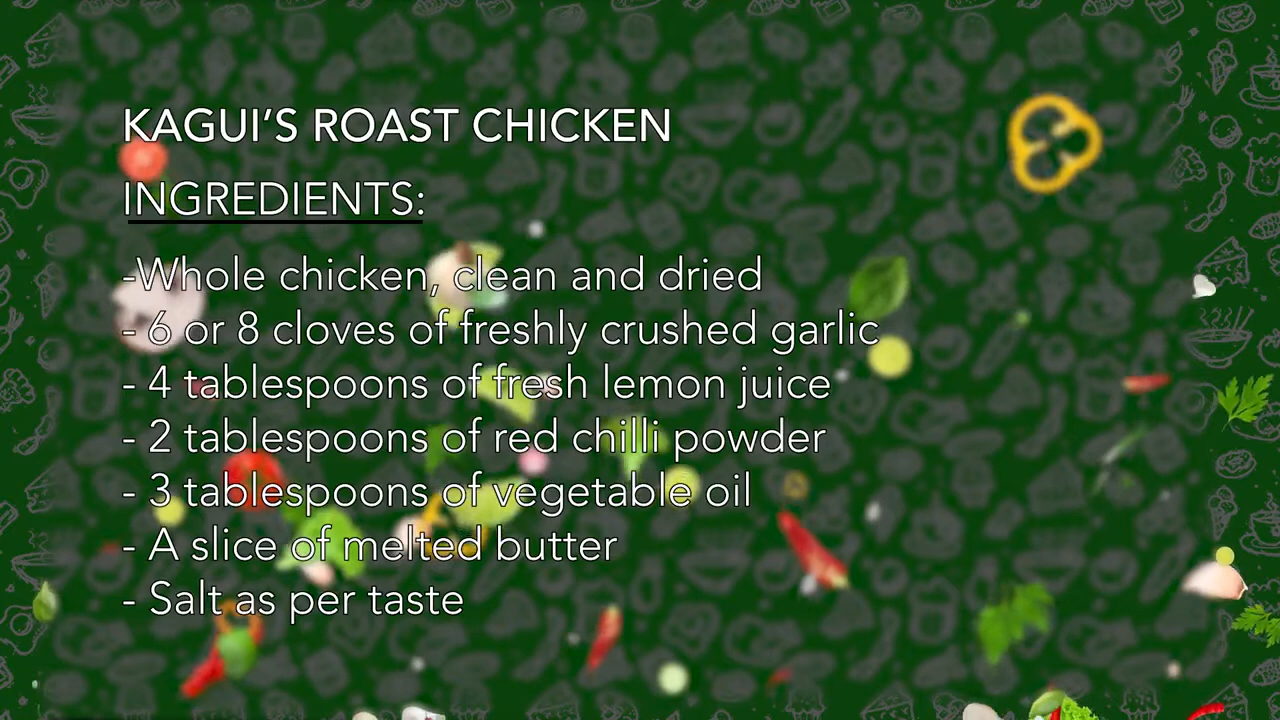 KAGUI’S ROAST CHICKEN
INGREDIENTS:
-Whole chicken, clean and dried
- 6 or 8 cloves of freshly crushed garlic
- 4 tablespoons of fresh lemon juice
- 2 tablespoons of red chilli powder
- 3 tablespoons of vegetable oil
- A slice of melted butter
- Salt as per taste